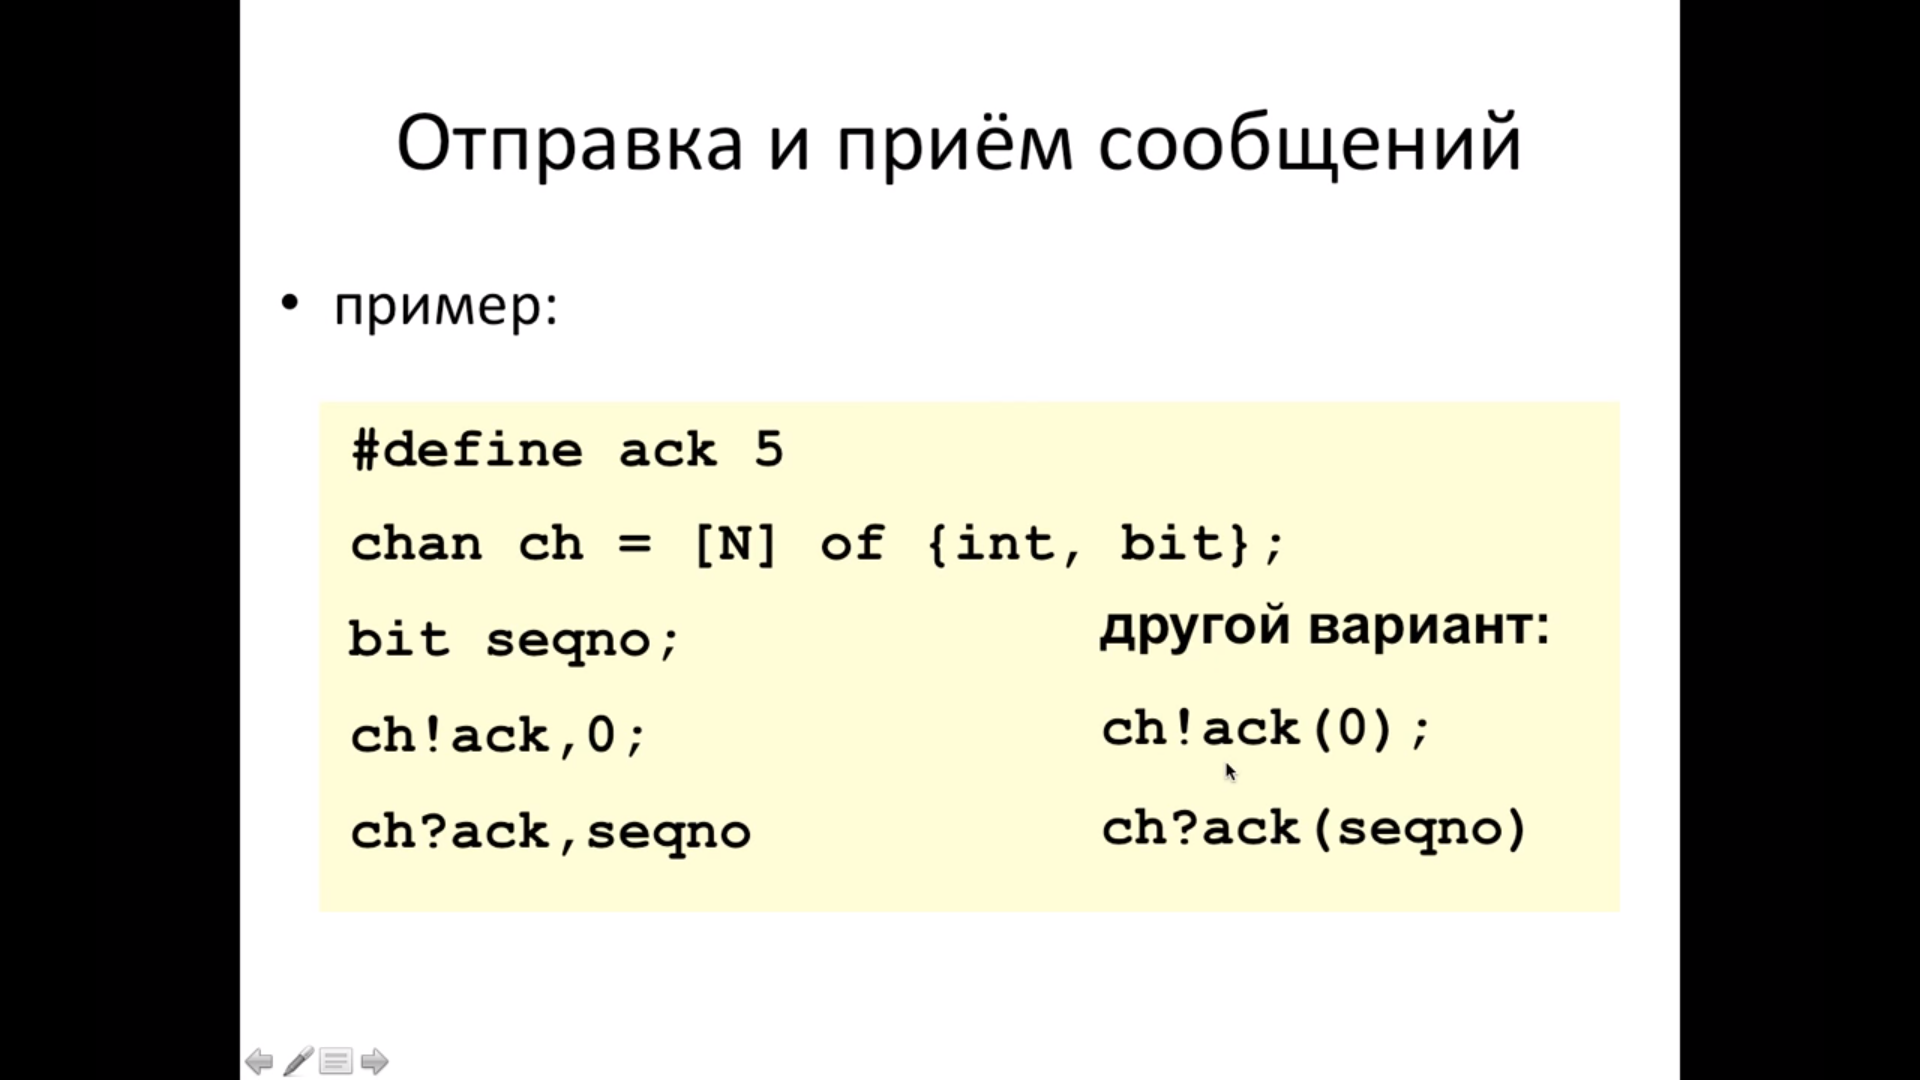 Отправка и приём сообщений
• пример:
#define ack 5
chan ch = [N] of {int, bit};
bit seqno;
ch!ack,0;
ch?ack,seqno
другой вариант:
ch!ack(0);
ch?ack(seqno)